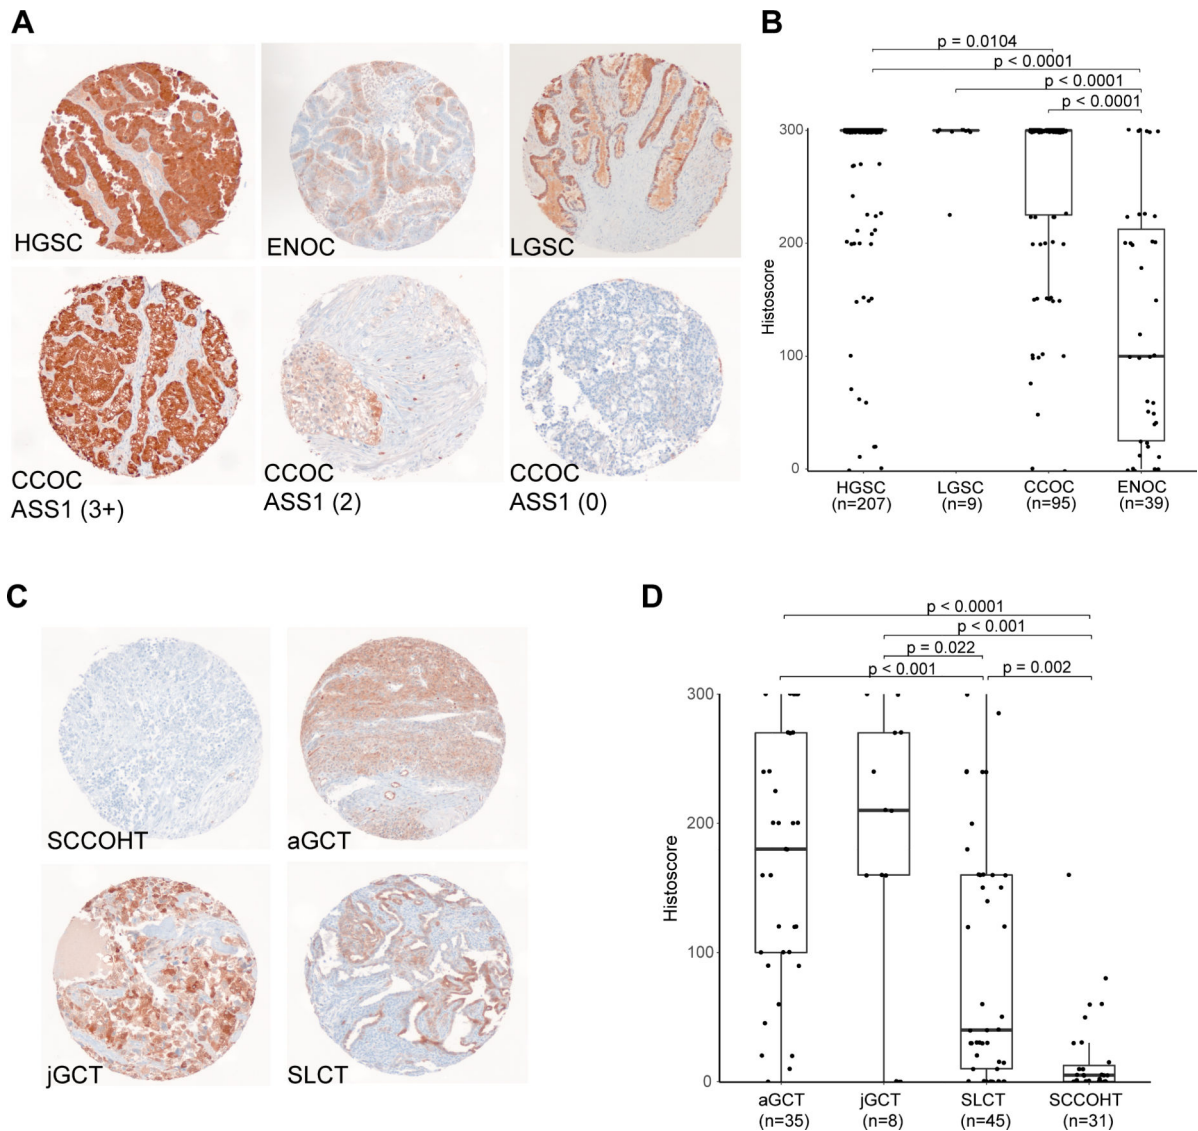 A
HGSC
ENOC
LGSC
CCOC
ASS1 (3+)
CCOC
ASS1 (2)
CCOC
ASS1 (0)
B
p = 0.0104
p < 0.0001
p < 0.0001
p < 0.0001
Histoscore
300
200
100
0
HGSC
(n=207)
LGSC
(n=9)
CCOC
(n=95)
ENOC
(n=39)
C
SCCOHT
aGCT
jGCT
SLCT
D
p < 0.0001
p < 0.001
p = 0.022
p < 0.001
p = 0.002
Histoscore
300
200
100
0
aGCT
(n=35)
jGCT
(n=8)
SLCT
(n=45)
SCCOHT
(n=31)